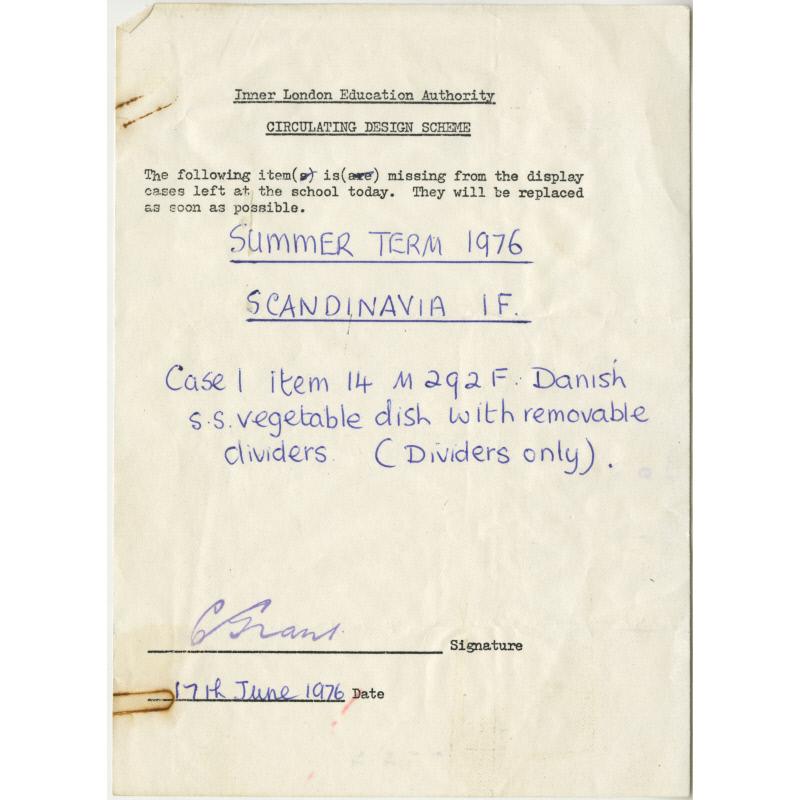 Inner London Education Authority
CIRCULATING DESIGN SCHEME
The following item(s) is(are) missing from the display
cases left at the school today. They will be replaced
as soon as possible.
SUMMER TERM 1976
SCANDINAVIA 1F.
Case 1 item 14 M292F. Danish
s.s. vegetable dish with removable
dividers. (Dividers only).
C Grant
Signature
17th June 1976 Date